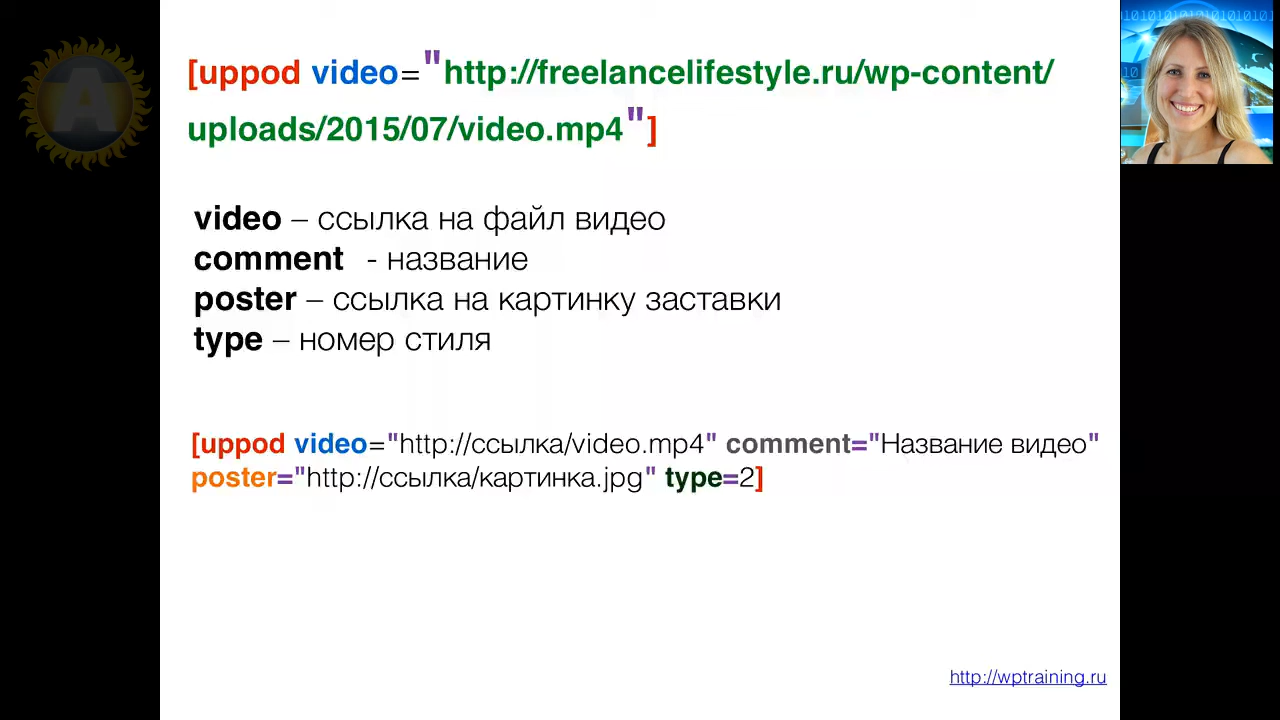 [uppod video="http://freelancelifestyle.ru/wp-content/
uploads/2015/07/video.mp4"]
video – ссылка на файл видео
comment - название
poster – ссылка на картинку заставки
type – номер стиля
[uppod video="http://ссылка/video.mp4" comment="Название видео"
poster="http://ссылка/картинка.jpg" type=2]
http://wptraining.ru
A